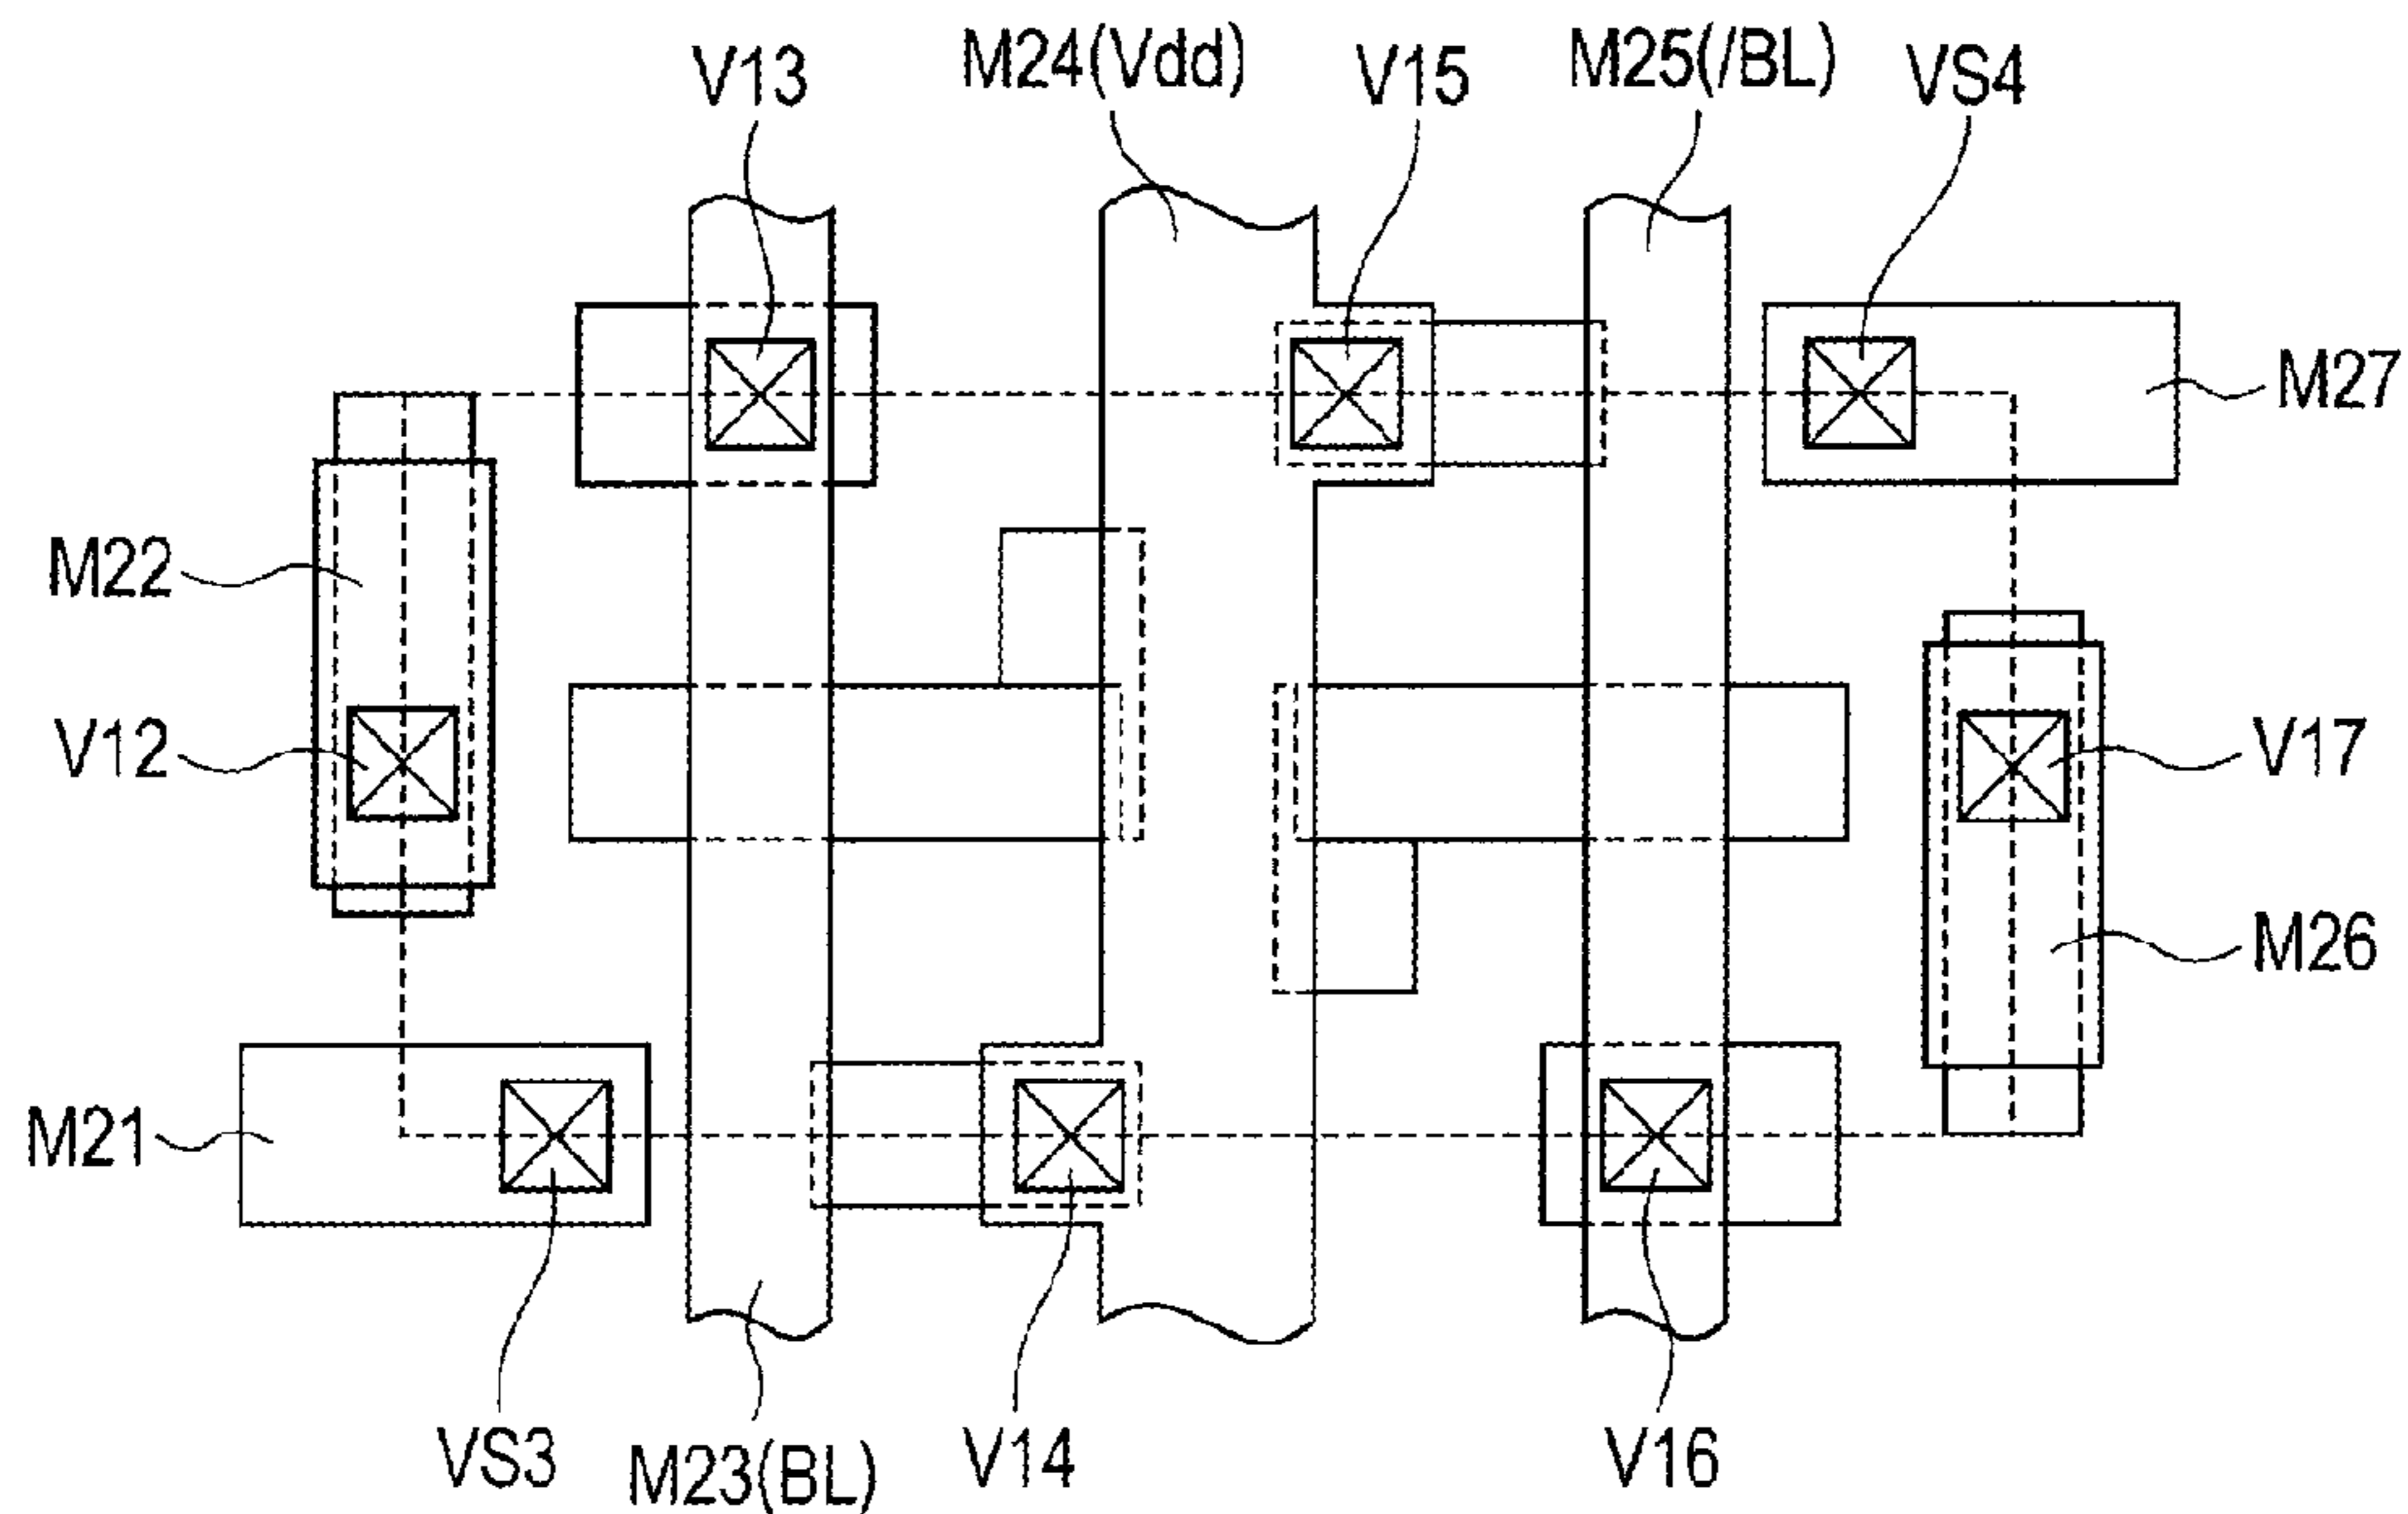 V13
M24(Vdd)
V15
M25(/BL)
VS4
M27
M22
V12
V17
M26
M21
VS3
M23(BL)
V14
V16